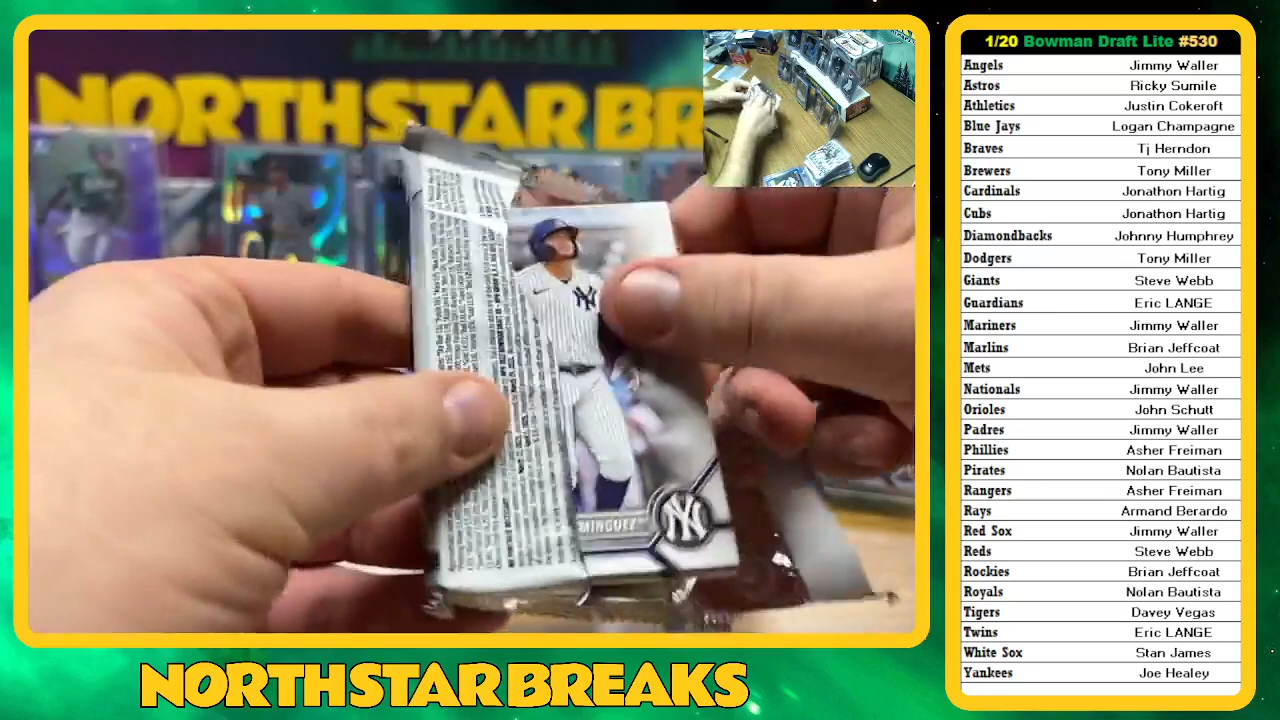 NORTHSTAR BR
MINGUEZ
NY
NORTHSTAR BREAKS
1/20 Bowman Draft Lite #530
Angels Jimmy Waller
Astros Ricky Sumile
Athletics Justin Cokeroft
Blue Jays Logan Champagne
Braves Tj Herndon
Brewers Tony Miller
Cardinals Jonathon Hartig
Cubs Jonathon Hartig
Diamondbacks Johnny Humphrey
Dodgers Tony Miller
Giants Steve Webb
Guardians Eric LANGE
Mariners Jimmy Waller
Marlins Brian Jeffcoat
Mets John Lee
Nationals Jimmy Waller
Orioles John Schutt
Padres Jimmy Waller
Phillies Asher Freiman
Pirates Nolan Bautista
Rangers Asher Freiman
Rays Armand Berardo
Red Sox Jimmy Waller
Reds Steve Webb
Rockies Brian Jeffcoat
Royals Nolan Bautista
Tigers Davey Vegas
Twins Eric LANGE
White Sox Stan James
Yankees Joe Healey